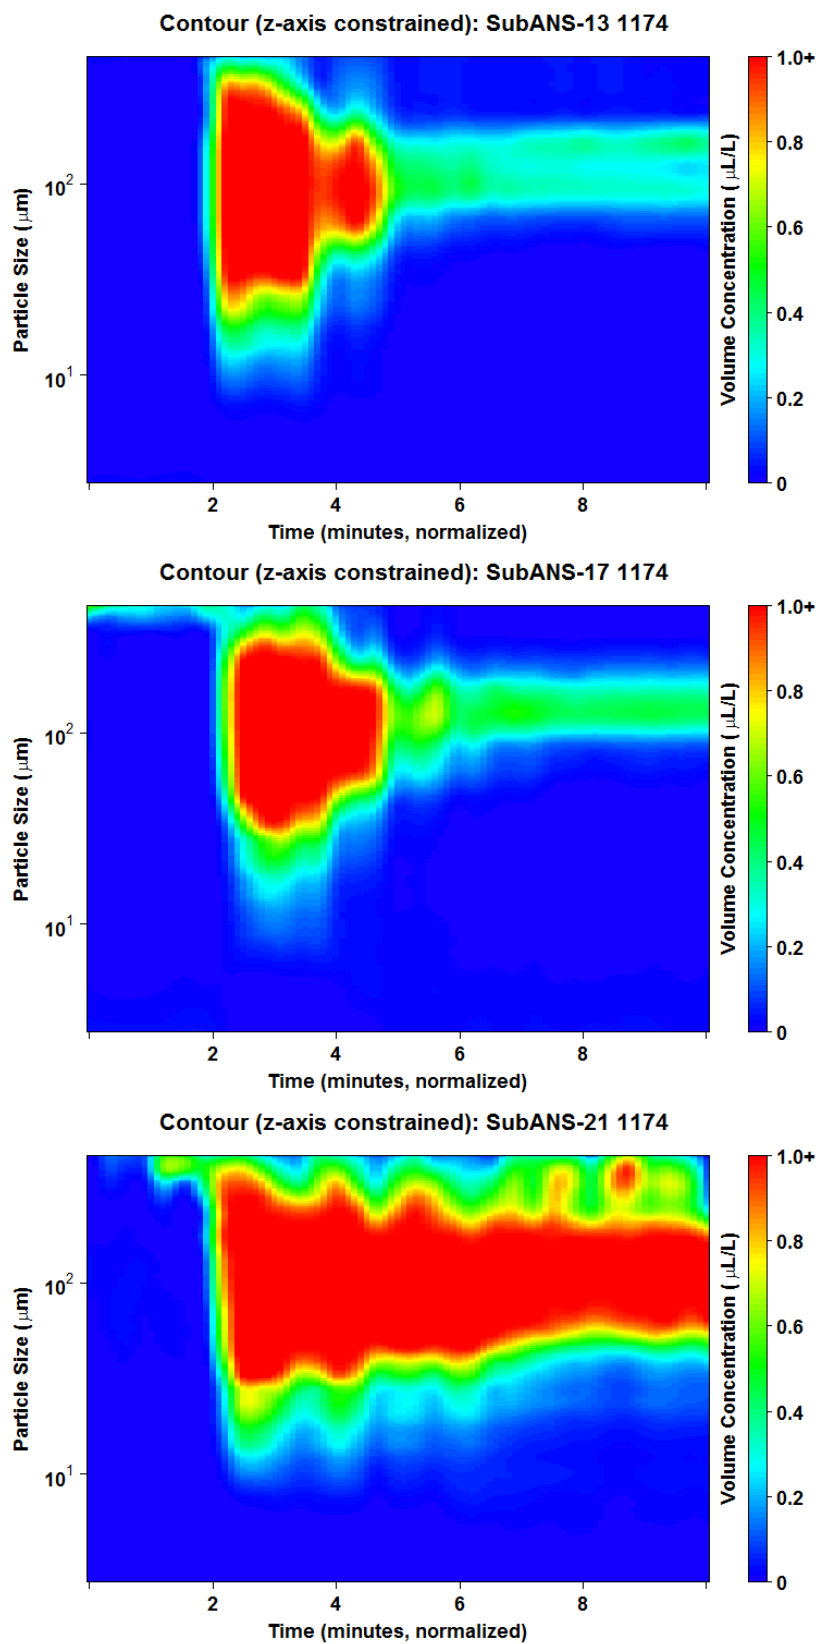 Contour (z-axis constrained): SubANS-13 1174
Particle Size (μm)
10²
10¹
2 4 6 8
Time (minutes, normalized)
1.0+
0.8
0.6
0.4
0.2
0
Volume Concentration ( μL/L)
Contour (z-axis constrained): SubANS-17 1174
Particle Size (μm)
10²
10¹
2 4 6 8
Time (minutes, normalized)
1.0+
0.8
0.6
0.4
0.2
0
Volume Concentration ( μL/L)
Contour (z-axis constrained): SubANS-21 1174
Particle Size (μm)
10²
10¹
2 4 6 8
Time (minutes, normalized)
1.0+
0.8
0.6
0.4
0.2
0
Volume Concentration ( μL/L)